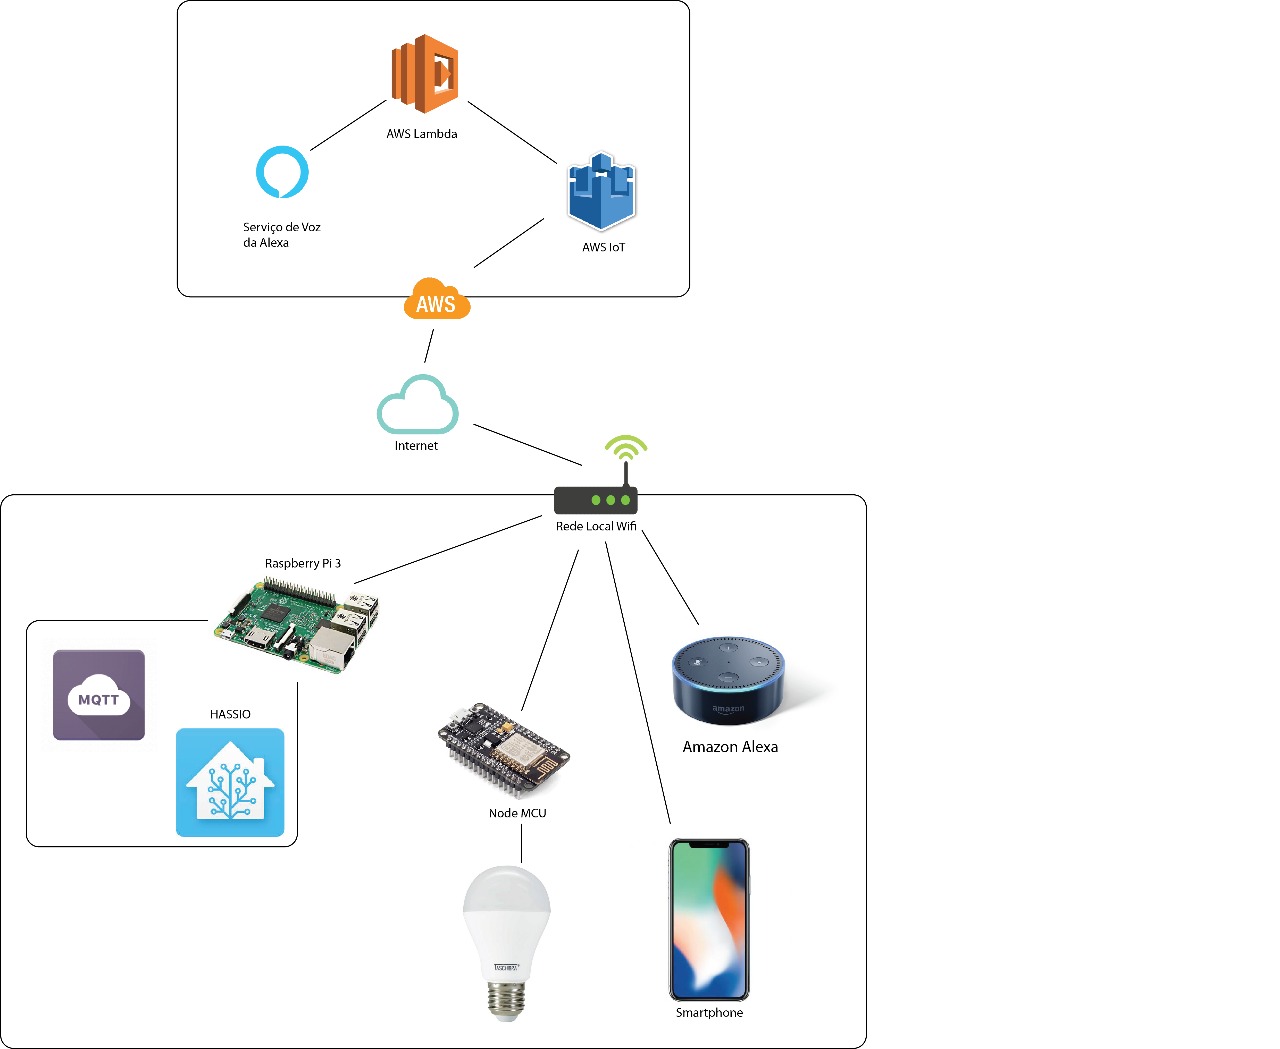 AWS Lambda
Serviço de Voz
da Alexa
AWS IoT
AWS
Internet
Rede Local Wifi
Raspberry Pi 3
MQTT
HASSIO
amazon
Amazon Alexa
Node MCU
TASCHIBRA
Smartphone